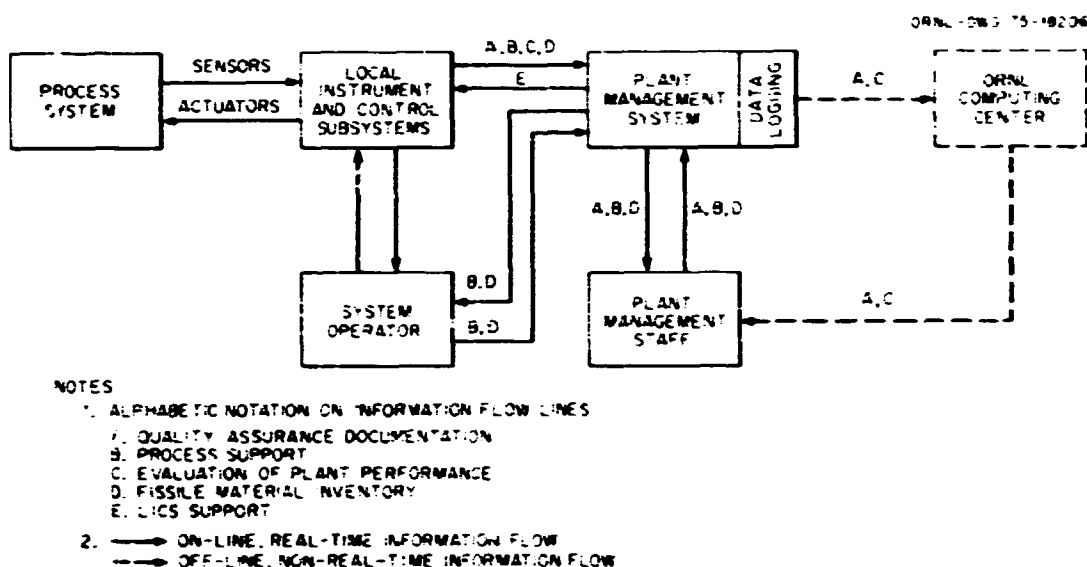 ORNL-DWG 75-19206
PROCESS
SYSTEM
SENSORS
ACTUATORS
LOCAL
INSTRUMENT
AND CONTROL
SUBSYSTEMS
A,B,C,D
E
PLANT
MANAGEMENT
SYSTEM
DATA
LOGGING
A,C
ORNL
COMPUTING
CENTER
A,B,D
A,B,D
B,D
B,D
SYSTEM
OPERATOR
PLANT
MANAGEMENT
STAFF
A,C
NOTES
1. ALPHABETIC NOTATION ON INFORMATION FLOW LINES
A. QUALITY ASSURANCE DOCUMENTATION
B. PROCESS SUPPORT
C. EVALUATION OF PLANT PERFORMANCE
D. FISSILE MATERIAL INVENTORY
E. LICS SUPPORT
2. ON-LINE, REAL-TIME INFORMATION FLOW
OFF-LINE, NON-REAL-TIME INFORMATION FLOW